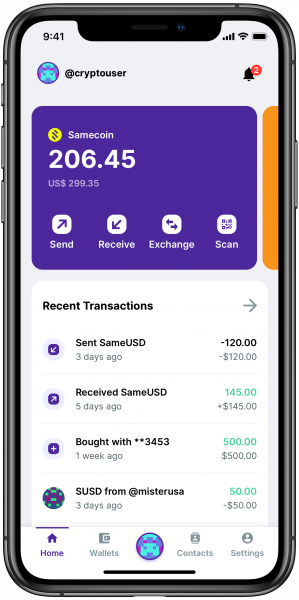 9:41
@cryptouser
2
Samecoin
206.45
US$ 299.35
Send Receive Exchange Scan
Recent Transactions
Sent SameUSD -120.00
3 days ago -$120.00
Received SameUSD 145.00
5 days ago +$145.00
Bought with **3453 500.00
1 week ago $500.00
SUSD from @misterusa 50.00
3 days ago -$50.00
Home Wallets Contacts Settings